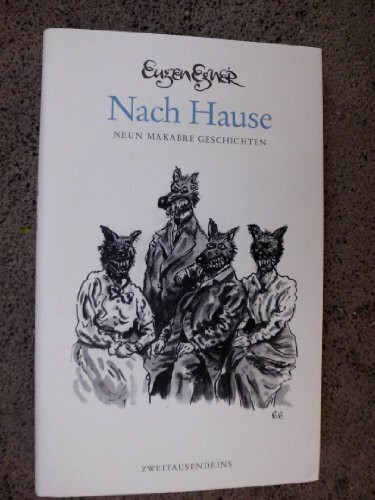 Eugen Egner
Nach Hause
NEUN MAKABRE GESCHICHTEN
EE
ZWEITAUSENDEINS